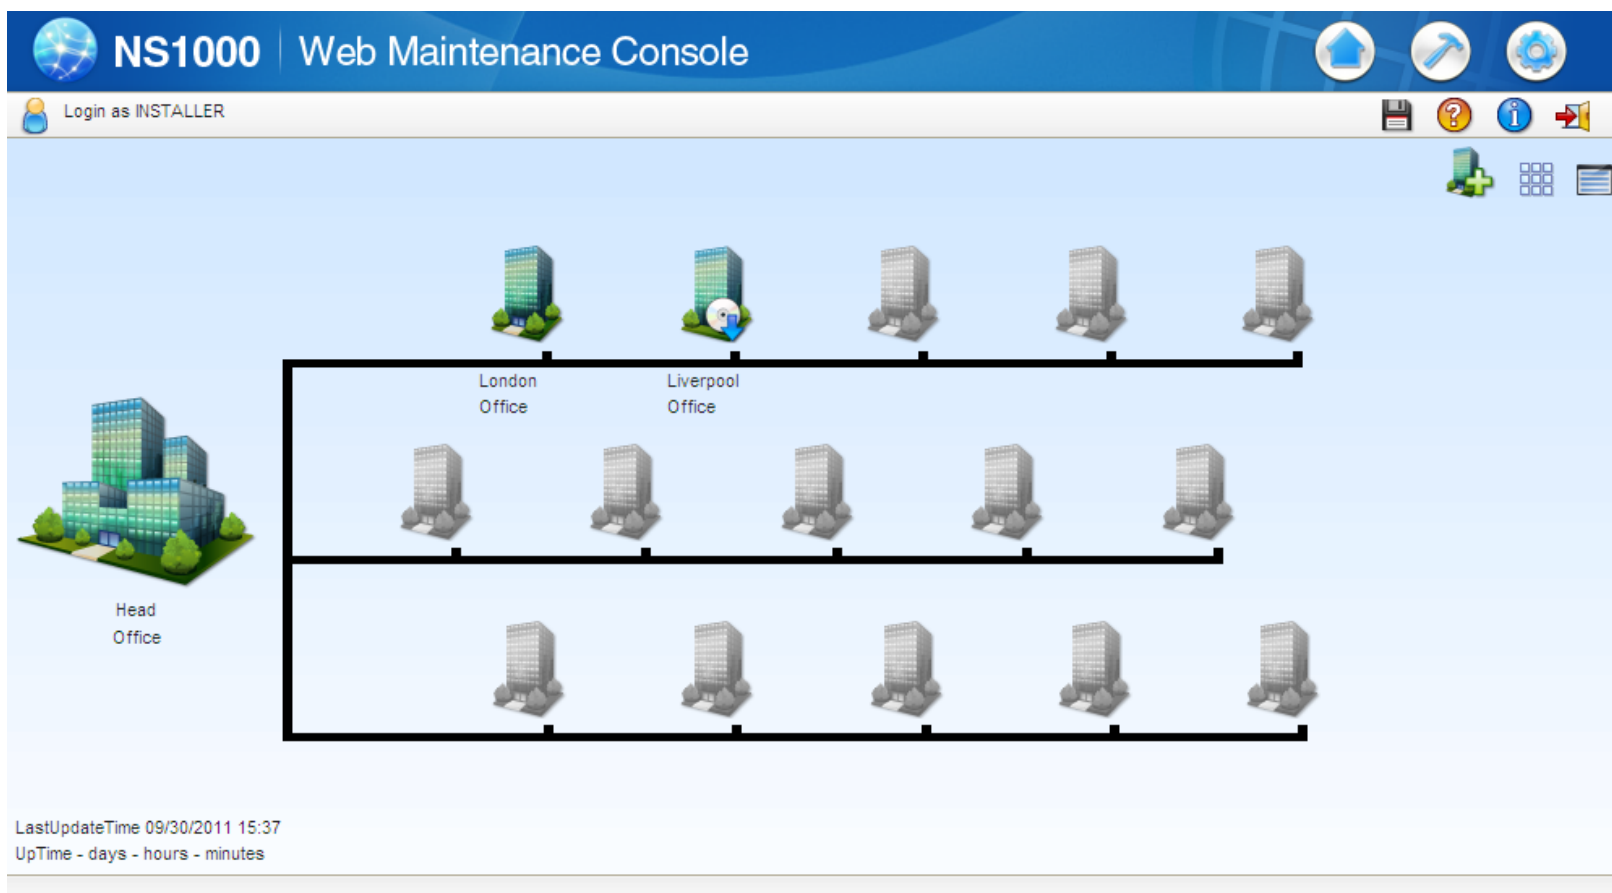 NS1000 Web Maintenance Console
Login as INSTALLER
London
Office
Liverpool
Office
Head
Office
LastUpdateTime 09/30/2011 15:37
UpTime - days - hours - minutes